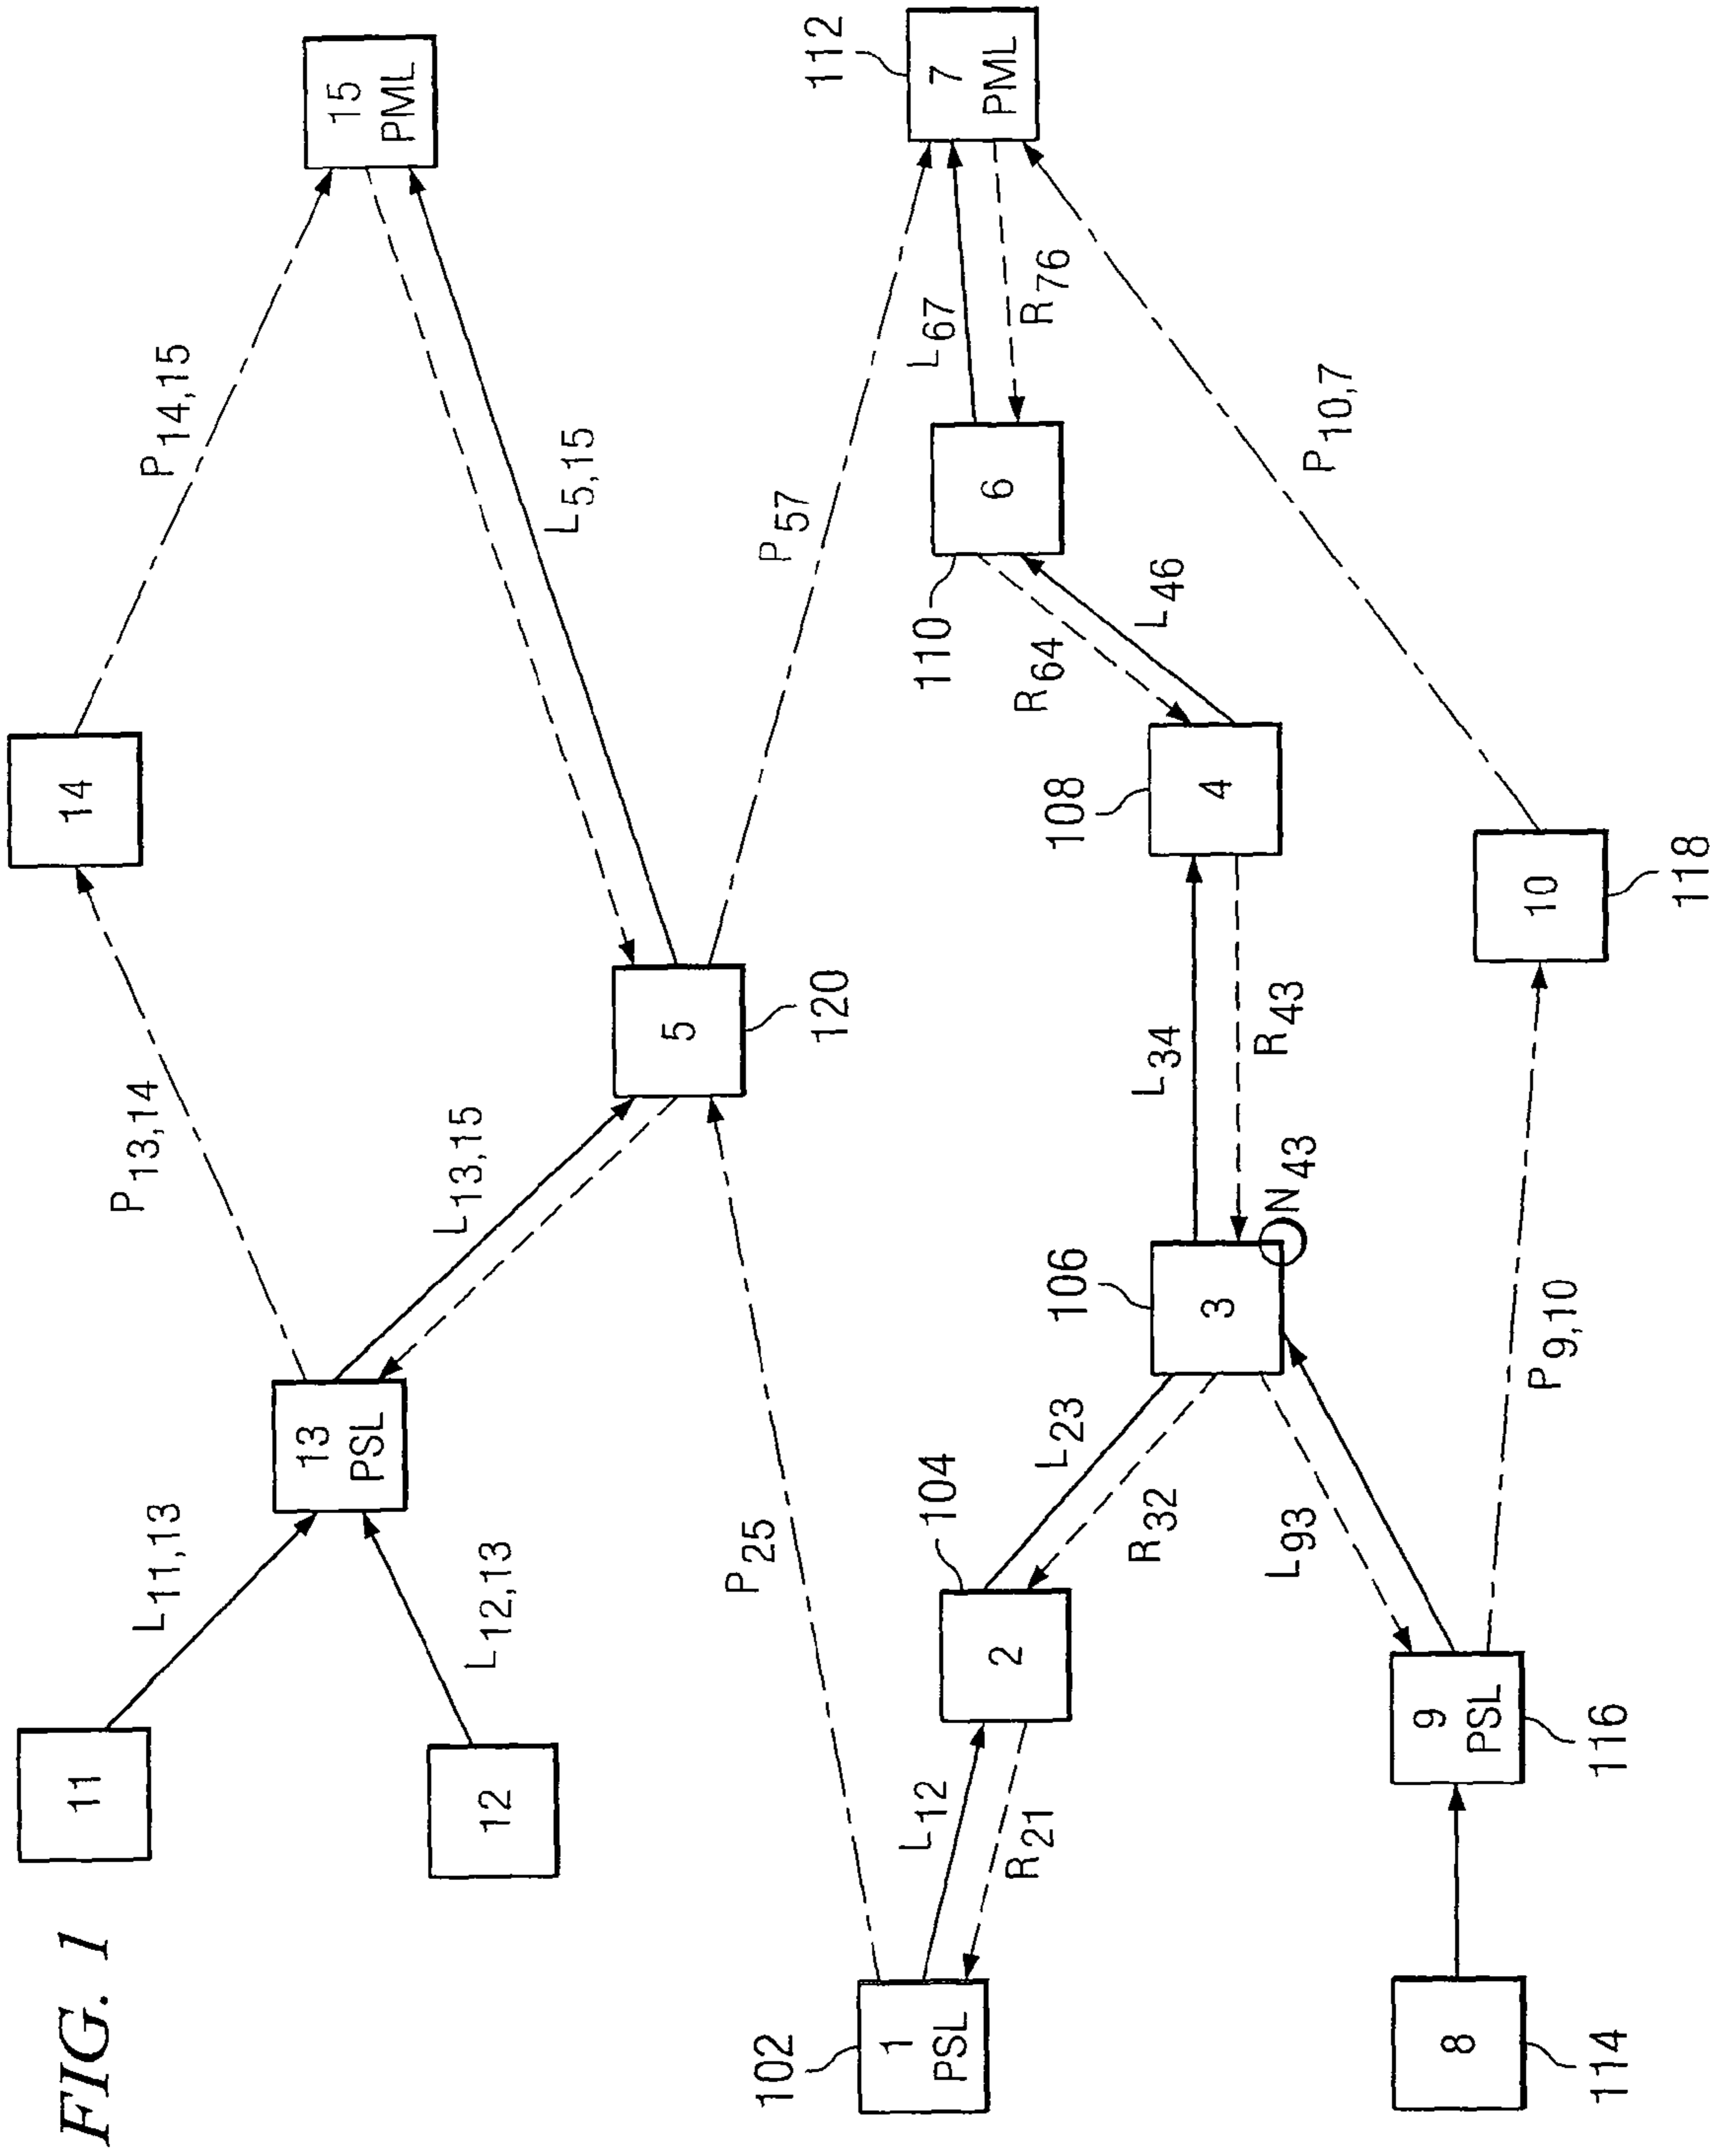 FIG. 1
11
12
L11,13
L12,13
13
PSL
P13,14
L13,15
14
P14,15
5
120
L5,15
15
PML
102
1
PSL
L12
R21
P25
104
2
L23
R32
106
3
N43
L34
R43
108
4
R64
L46
110
6
P57
L67
R76
112
7
PML
8
114
9
PSL
116
L93
P9,10
10
118
P10,7